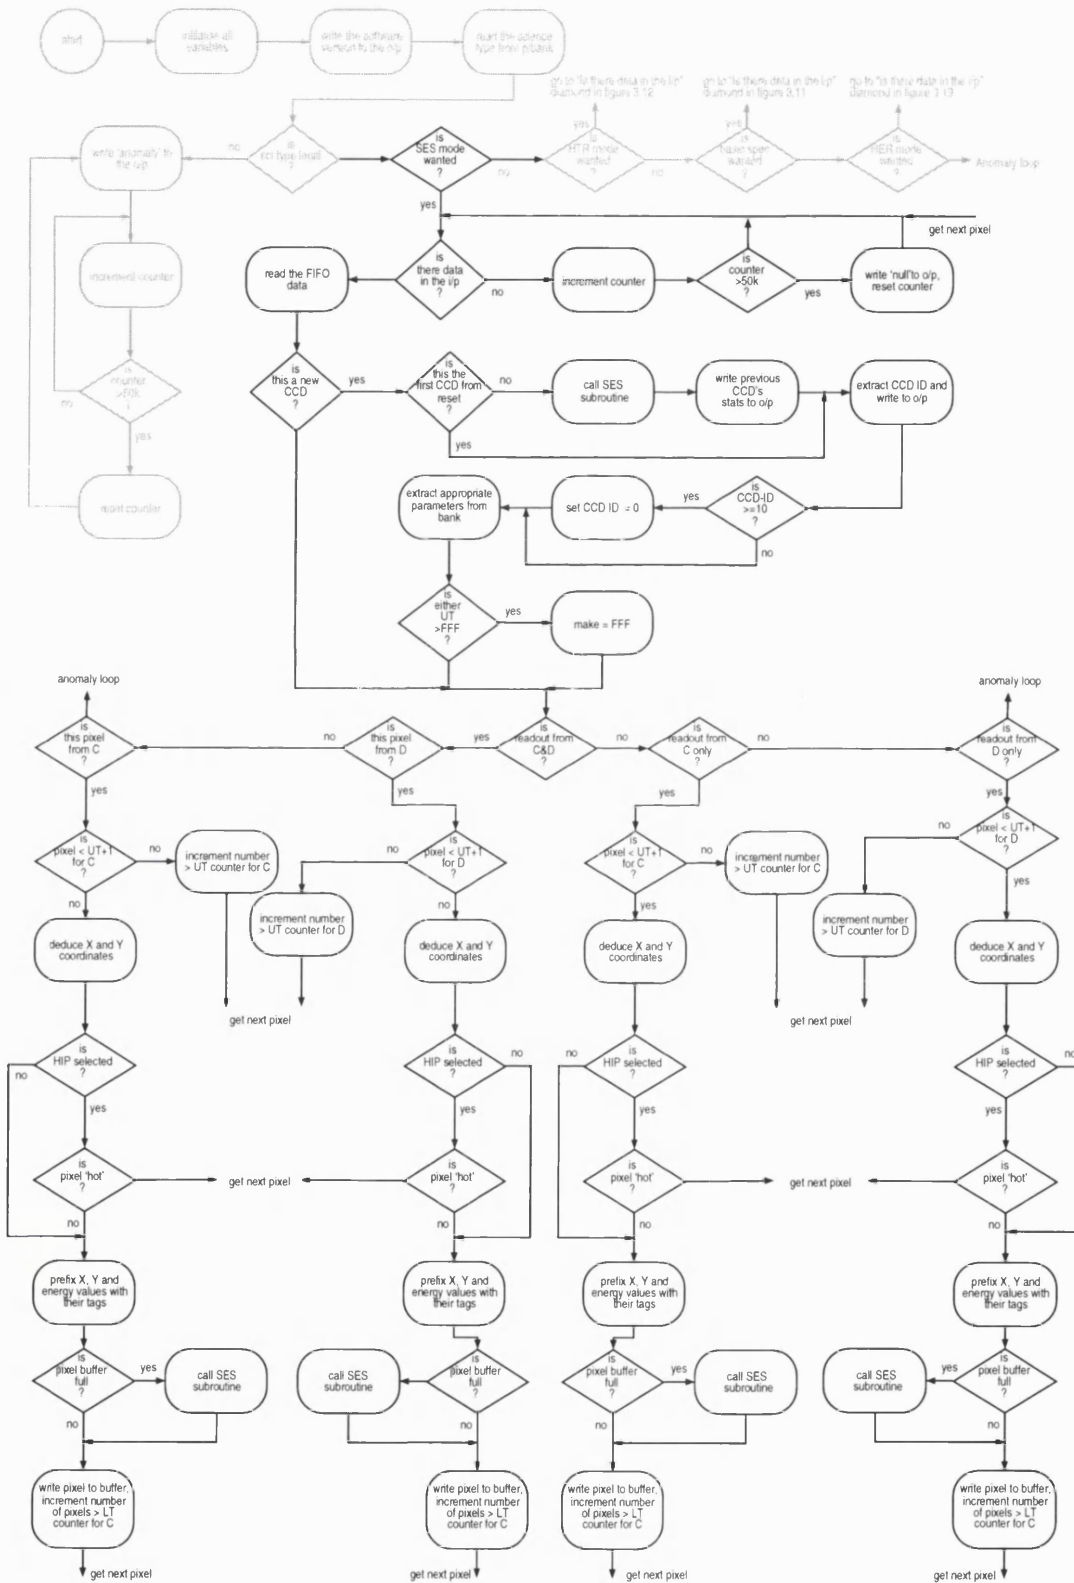 start
initialise all
variables
write the software
version to the o/p
read the science
type from p/bank
go to "is there data in the i/p"
diamond in figure 3.12
go to "is there data in the i/p"
diamond in figure 3.11
go to "is there data in the i/p"
diamond in figure 3.13
yes
yes
write 'anomaly' to
the o/p
no
is
sci type legal
?
is
SES mode
wanted
?
no
is
HTR mode
wanted
?
no
is
wanted
?
is
mode
wanted
?
Anomaly loop
yes
get next pixel
increment counter
read the FIFO
data
is
there data
in the i/p
?
no
increment counter
is
counter
>50k
?
yes
write 'null' to o/p,
reset counter
is
counter
>50k
?
no
yes
is
this a new
CCD
?
yes
is
this the
first CCD from
reset
?
no
call SES
subroutine
write previous
CCD's
stats to o/p
extract CCD ID and
write to o/p
yes
reset counter
extract appropriate
parameters from
bank
set CCD ID = 0
yes
is
CCD-ID
>=10
?
no
is
either
UT
>FFF
?
yes
make = FFF
anomaly loop
anomaly loop
is
this pixel
from C
?
no
is
this pixel
from D
?
yes
is
readout from
C&D
?
no
is
readout from
C only
?
no
is
readout from
D only
?
yes
yes
yes
yes
is
pixel < UT+1
for C
?
no
increment number
> UT counter for C
no
is
pixel < UT+1
for D
?
is
pixel < UT+1
for C
?
no
increment number
> UT counter for C
no
is
pixel < UT+1
for D
?
no
increment number
> UT counter for D
no
yes
increment number
> UT counter for D
yes
deduce X and Y
coordinates
deduce X and Y
coordinates
deduce X and Y
coordinates
deduce X and Y
coordinates
get next pixel
get next pixel
is
HIP selected
?
no
yes
is
HIP selected
?
no
yes
is
HIP selected
?
no
yes
is
HIP selected
?
no
yes
is
pixel 'hot'
?
no
get next pixel
is
pixel 'hot'
?
no
is
pixel 'hot'
?
no
get next pixel
is
pixel 'hot'
?
no
prefix X, Y and
energy values with
their tags
prefix X, Y and
energy values with
their tags
prefix X, Y and
energy values with
their tags
prefix X, Y and
energy values with
their tags
is
pixel buffer
full
?
yes
call SES
subroutine
no
call SES
subroutine
is
pixel buffer
full
?
no
is
pixel buffer
full
?
yes
call SES
subroutine
no
call SES
subroutine
yes
is
pixel buffer
full
?
no
write pixel to buffer,
increment number
of pixels > LT
counter for C
write pixel to buffer,
increment number
of pixels > LT
counter for C
write pixel to buffer,
increment number
of pixels > LT
counter for C
write pixel to buffer,
increment number
of pixels > LT
counter for C
get next pixel
get next pixel
get next pixel
get next pixel